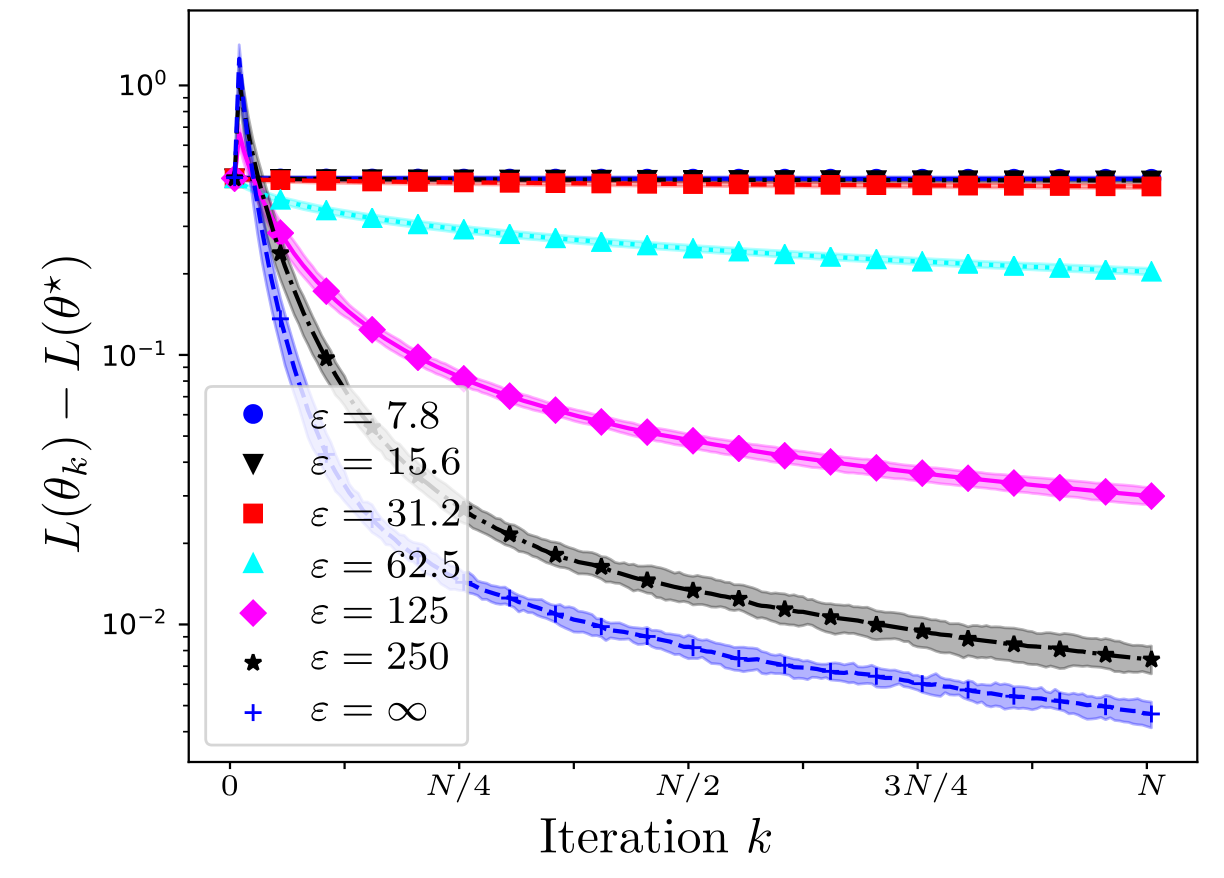 10⁰
10⁻¹
10⁻²
L(θₖ) − L(θ⋆)
ε = 7.8
ε = 15.6
ε = 31.2
ε = 62.5
ε = 125
ε = 250
ε = ∞
0 N/4 N/2 3N/4 N
Iteration k